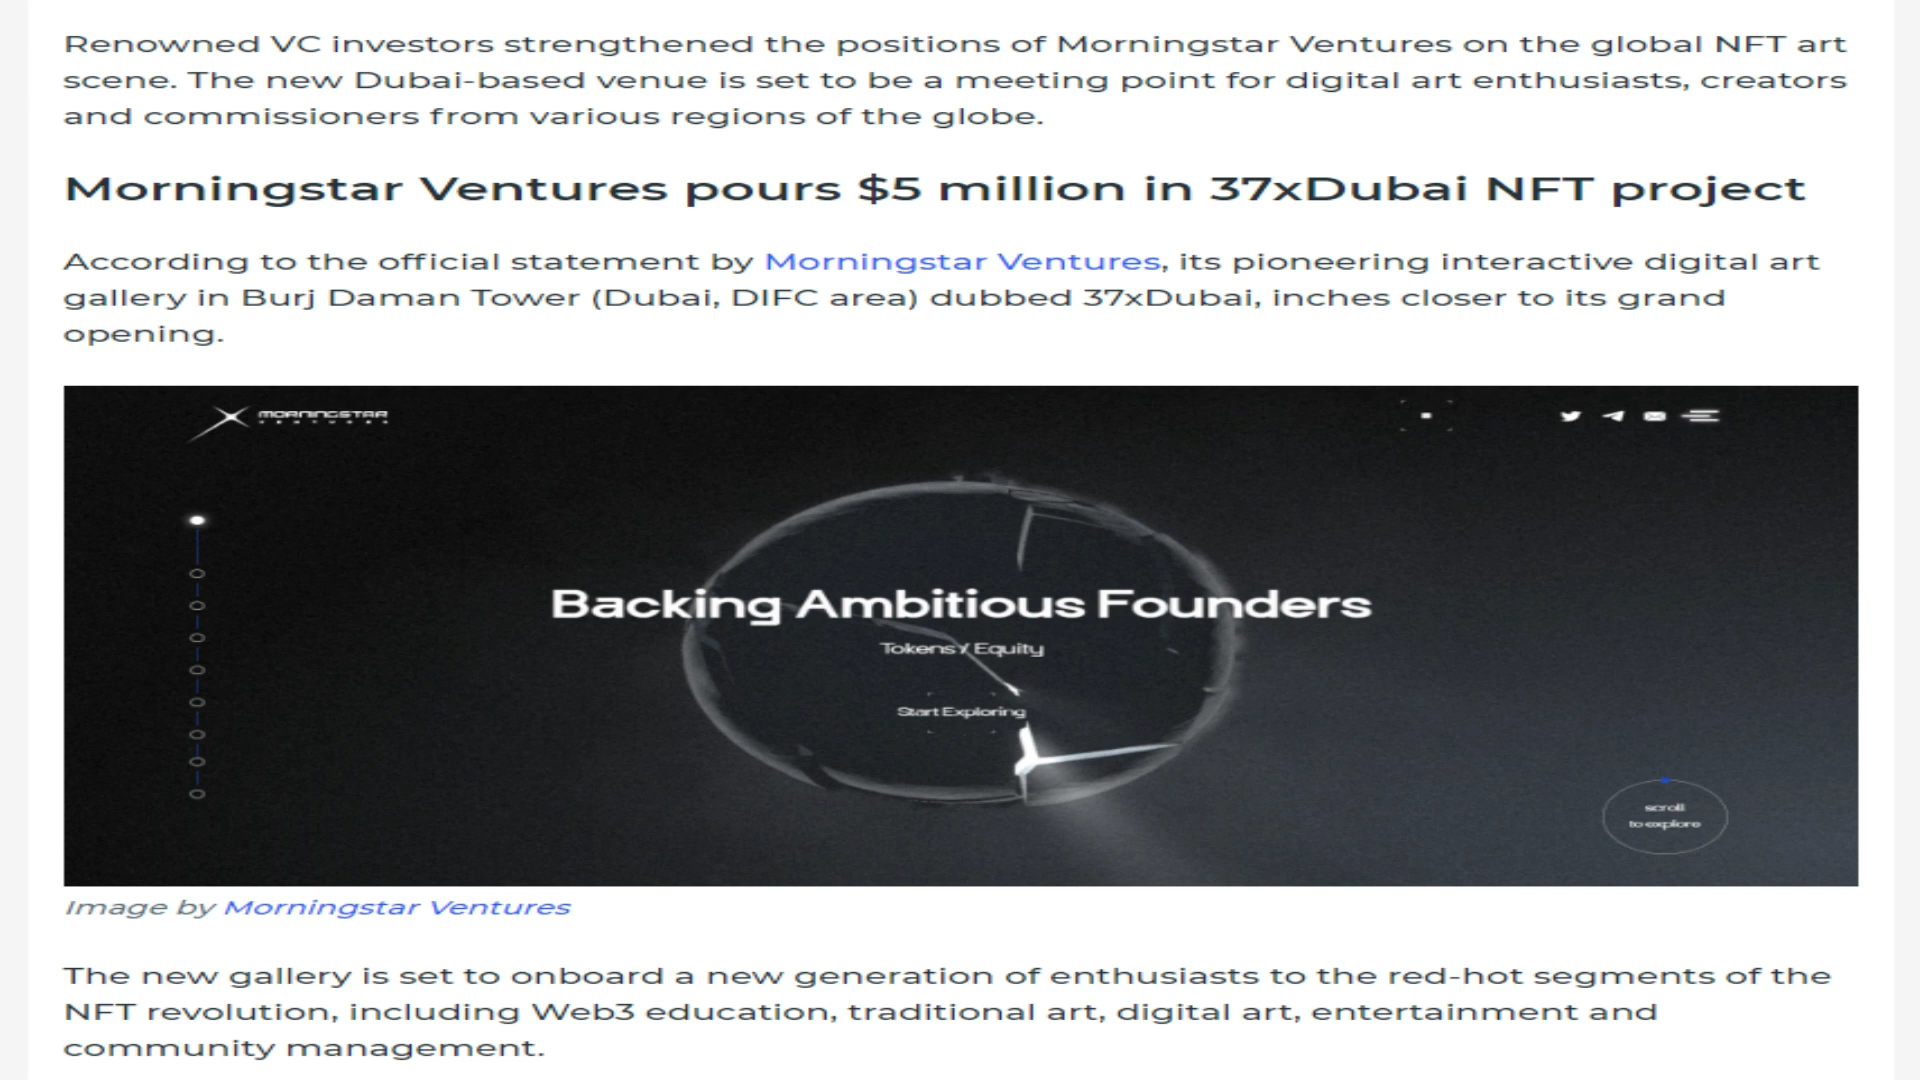 Renowned VC investors strengthened the positions of Morningstar Ventures on the global NFT art
scene. The new Dubai-based venue is set to be a meeting point for digital art enthusiasts, creators
and commissioners from various regions of the globe.
Morningstar Ventures pours $5 million in 37xDubai NFT project
According to the official statement by Morningstar Ventures, its pioneering interactive digital art
gallery in Burj Daman Tower (Dubai, DIFC area) dubbed 37xDubai, inches closer to its grand
opening.
MORNINGSTAR
VENTURES
Backing Ambitious Founders
Tokens / Equity
Start Exploring
scroll
to explore
Image by Morningstar Ventures
The new gallery is set to onboard a new generation of enthusiasts to the red-hot segments of the
NFT revolution, including Web3 education, traditional art, digital art, entertainment and
community management.